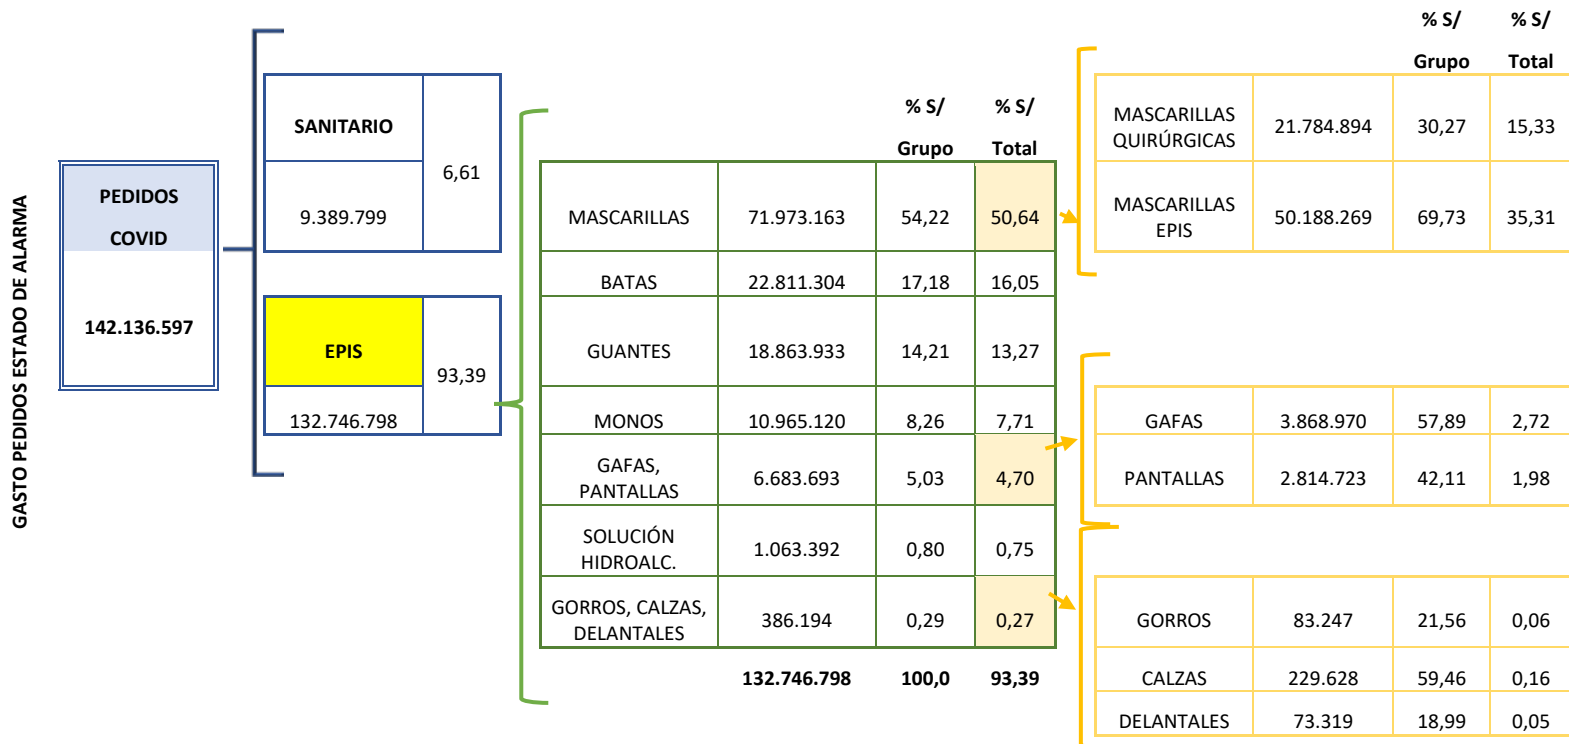 GASTO PEDIDOS ESTADO DE ALARMA
PEDIDOS
COVID
142.136.597
SANITARIO
9.389.799
6,61
EPIS
132.746.798
93,39
% S/
Grupo
% S/
Total
MASCARILLAS 71.973.163 54,22 50,64
BATAS 22.811.304 17,18 16,05
GUANTES 18.863.933 14,21 13,27
MONOS 10.965.120 8,26 7,71
GAFAS,
PANTALLAS
6.683.693 5,03 4,70
SOLUCIÓN
HIDROALC.
1.063.392 0,80 0,75
GORROS, CALZAS,
DELANTALES
386.194 0,29 0,27
132.746.798 100,0 93,39
% S/
Grupo
% S/
Total
MASCARILLAS
QUIRÚRGICAS
21.784.894 30,27 15,33
MASCARILLAS
EPIS
50.188.269 69,73 35,31
GAFAS 3.868.970 57,89 2,72
PANTALLAS 2.814.723 42,11 1,98
GORROS 83.247 21,56 0,06
CALZAS 229.628 59,46 0,16
DELANTALES 73.319 18,99 0,05